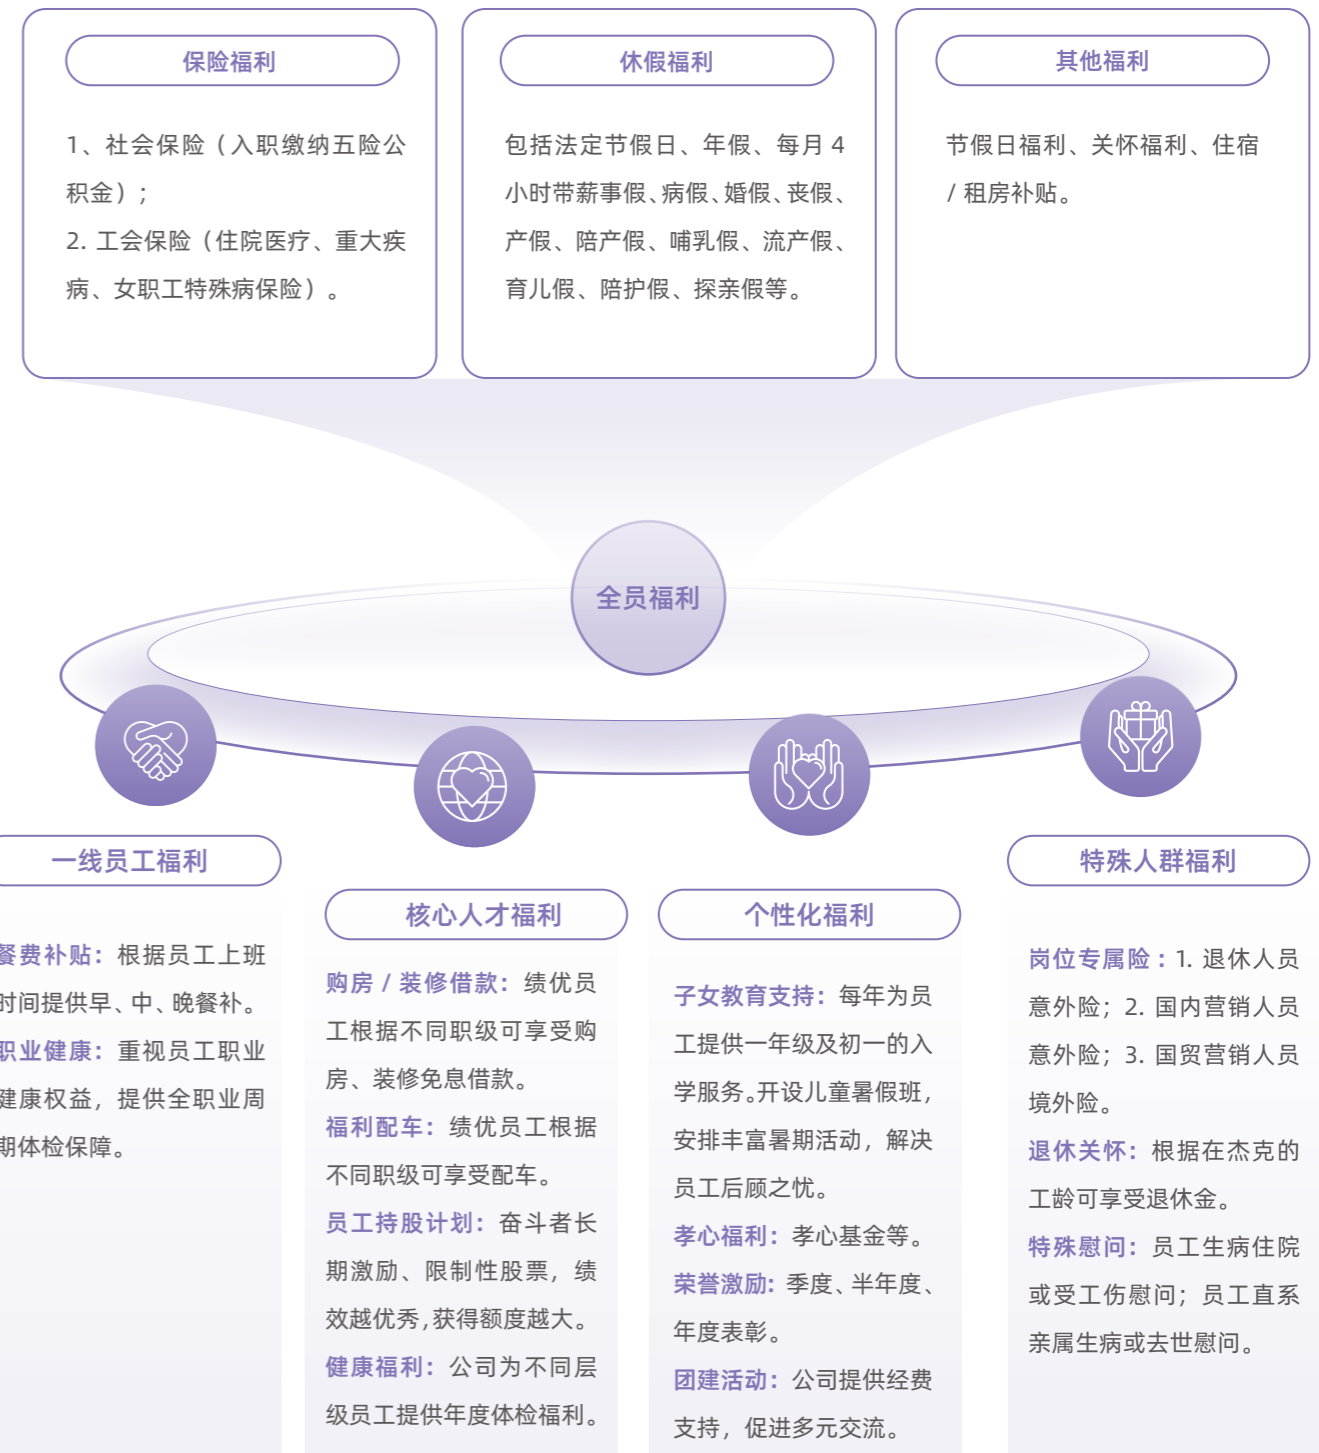 保险福利
1、社会保险（入职缴纳五险公
积金）；
2. 工会保险（住院医疗、重大疾
病、女职工特殊病保险）。
休假福利
包括法定节假日、年假、每月 4
小时带薪事假、病假、婚假、丧假、
产假、陪产假、哺乳假、流产假、
育儿假、陪护假、探亲假等。
其他福利
节假日福利、关怀福利、住宿
/ 租房补贴。
全员福利
一线员工福利
餐费补贴：根据员工上班
时间提供早、中、晚餐补。
职业健康：重视员工职业
健康权益，提供全职业周
期体检保障。
核心人才福利
购房 / 装修借款：绩优员
工根据不同职级可享受购
房、装修免息借款。
福利配车：绩优员工根据
不同职级可享受配车。
员工持股计划：奋斗者长
期激励、限制性股票，绩
效越优秀，获得额度越大。
健康福利：公司为不同层
级员工提供年度体检福利。
个性化福利
子女教育支持：每年为员
工提供一年级及初一的入
学服务。开设儿童暑假班，
安排丰富暑期活动，解决
员工后顾之忧。
孝心福利：孝心基金等。
荣誉激励：季度、半年度、
年度表彰。
团建活动：公司提供经费
支持，促进多元交流。
特殊人群福利
岗位专属险：1. 退休人员
意外险；2. 国内营销人员
意外险；3. 国贸营销人员
境外险。
退休关怀：根据在杰克的
工龄可享受退休金。
特殊慰问：员工生病住院
或受工伤慰问；员工直系
亲属生病或去世慰问。